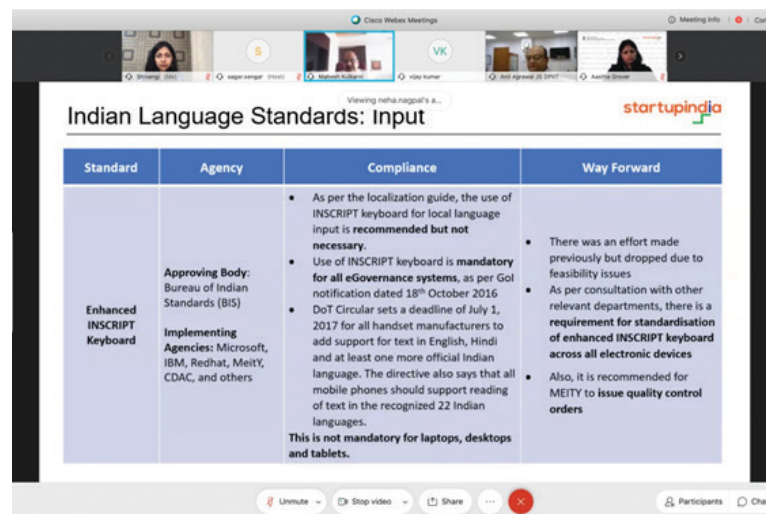 Cisco Webex Meetings
Meeting info
Shivangi (Me)
sagar.sengar (Host)
Mahesh Kulkarni
vijay kumar
Anil Agrawal JS DPIIT
Aastha Grover
S
VK
Viewing neha.nagpal's a...
Indian Language Standards: Input
startupindia
Standard
Agency
Compliance
Way Forward
Enhanced
INSCRIPT
Keyboard
Approving Body:
Bureau of Indian
Standards (BIS)
Implementing
Agencies: Microsoft,
IBM, Redhat, MeitY,
CDAC, and others
• As per the localization guide, the use of
INSCRIPT keyboard for local language
input is recommended but not
necessary.
• Use of INSCRIPT keyboard is mandatory
for all eGovernance systems, as per GoI
notification dated 18th October 2016
• DoT Circular sets a deadline of July 1,
2017 for all handset manufacturers to
add support for text in English, Hindi
and at least one more official Indian
language. The directive also says that all
mobile phones should support reading
of text in the recognized 22 Indian
languages.
This is not mandatory for laptops, desktops
and tablets.
• There was an effort made
previously but dropped due to
feasibility issues
• As per consultation with other
relevant departments, there is a
requirement for standardisation
of enhanced INSCRIPT keyboard
across all electronic devices
• Also, it is recommended for
MEITY to issue quality control
orders
Unmute
Stop video
Share
Participants
Cha